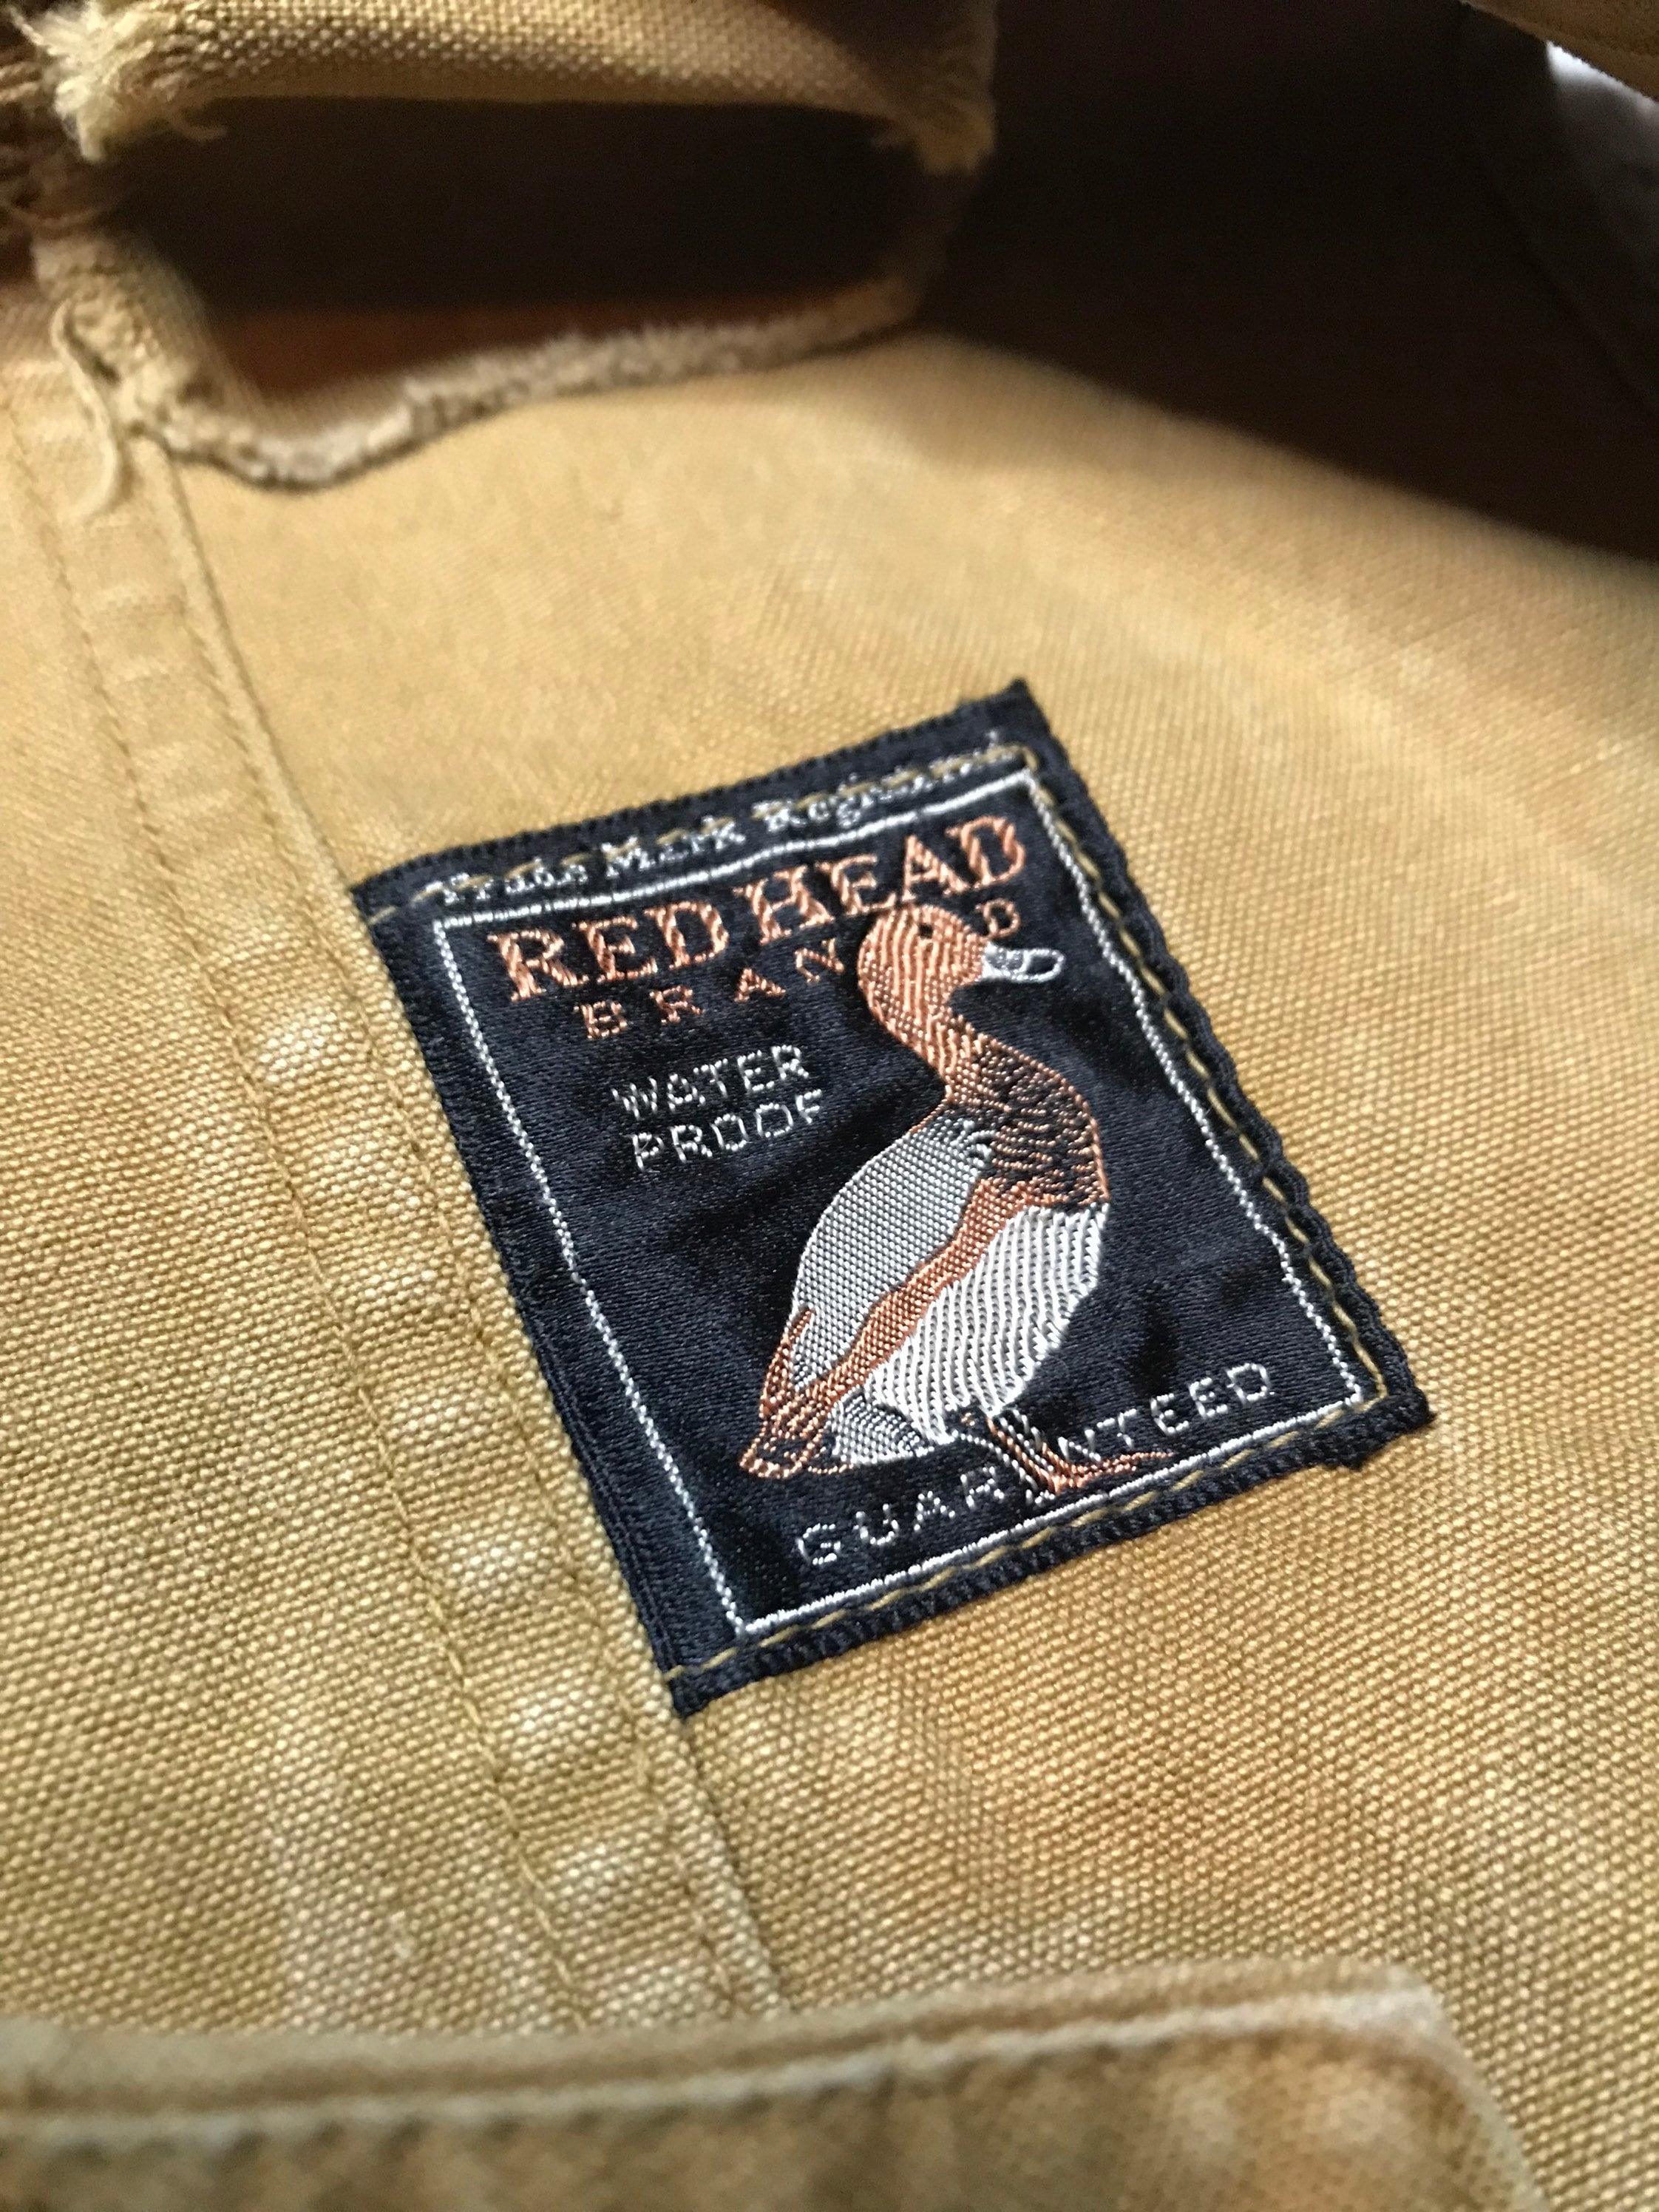 Trade Mark Registered
RED HEAD
BRAND
WATER
PROOF
GUARANTEED